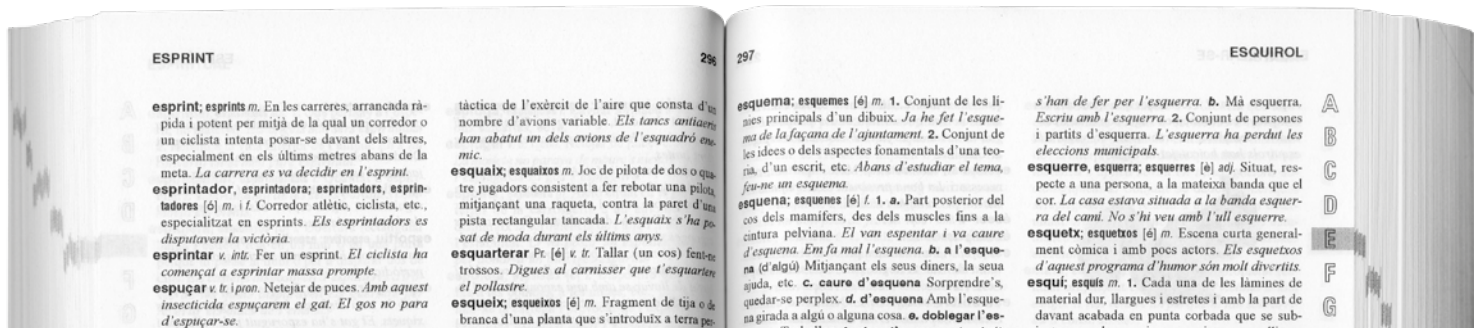 ESPRINT
296
esprint; esprints m. En les carreres, arrancada rà-
pida i potent per mitjà de la qual un corredor o
un ciclista intenta posar-se davant dels altres,
especialment en els últims metres abans de la
meta. La carrera es va decidir en l'esprint.
esprintador, esprintadora; esprintadors, esprin-
tadores [ó] m. i f. Corredor atlètic, ciclista, etc.,
especialitzat en esprints. Els esprintadors es
disputaven la victòria.
esprintar v. intr. Fer un esprint. El ciclista ha
començat a esprintar massa prompte.
espuçar v. tr. i pron. Netejar de puces. Amb aquest
insecticida espuçarem el gat. El gos no para
d'espuçar-se.
tàctica de l'exèrcit de l'aire que consta d'un
nombre d'avions variable. Els tancs antiaeris
han abatut un dels avions de l'esquadró ene-
mic.
esquaix; esquaixos m. Joc de pilota de dos o qua-
tre jugadors consistent a fer rebotar una pilota,
mitjançant una raqueta, contra la paret d'una
pista rectangular tancada. L'esquaix s'ha po-
sat de moda durant els últims anys.
esquarterar Pr. [é] v. tr. Tallar (un cos) fent-ne
trossos. Digues al carnisser que t'esquartere
el pollastre.
esqueix; esqueixos [é] m. Fragment de tija o de
branca d'una planta que s'introduïx a terra per-
297
ESQUIROL
esquema; esquemes [é] m. 1. Conjunt de les lí-
nies principals d'un dibuix. Ja he fet l'esque-
ma de la façana de l'ajuntament. 2. Conjunt de
les idees o dels aspectes fonamentals d'una teo-
ria, d'un escrit, etc. Abans d'estudiar el tema,
feu-ne un esquema.
esquena; esquenes [é] f. 1. a. Part posterior del
cos dels mamífers, des dels muscles fins a la
cintura pelviana. El van espentar i va caure
d'esquena. Em fa mal l'esquena. b. a l'esque-
na (d'algú) Mitjançant els seus diners, la seua
ajuda, etc. c. caure d'esquena Sorprendre's,
quedar-se perplex. d. d'esquena Amb l'esque-
na girada a algú o alguna cosa. e. doblegar l'es-
s'han de fer per l'esquerra. b. Mà esquerra.
Escriu amb l'esquerra. 2. Conjunt de persones
i partits d'esquerra. L'esquerra ha perdut les
eleccions municipals.
esquerre, esquerra; esquerres [é] adj. Situat, res-
pecte a una persona, a la mateixa banda que el
cor. La casa estava situada a la banda esquer-
ra del camí. No s'hi veu amb l'ull esquerre.
esquetx; esquetxos [é] m. Escena curta general-
ment còmica i amb pocs actors. Els esquetxos
d'aquest programa d'humor són molt divertits.
esquí; esquís m. 1. Cada una de les làmines de
material dur, llargues i estretes i amb la part de
davant acabada en punta corbada que se sub-
A
B
C
D
E
F
G